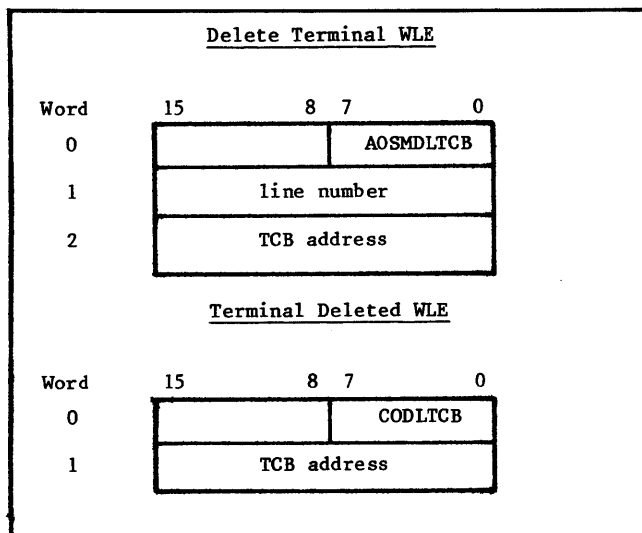 Delete Terminal WLE
Word 15 8 7 0
0 AOSMDLTCB
1 line number
2 TCB address
Terminal Deleted WLE
Word 15 8 7 0
0 CODLTCB
1 TCB address